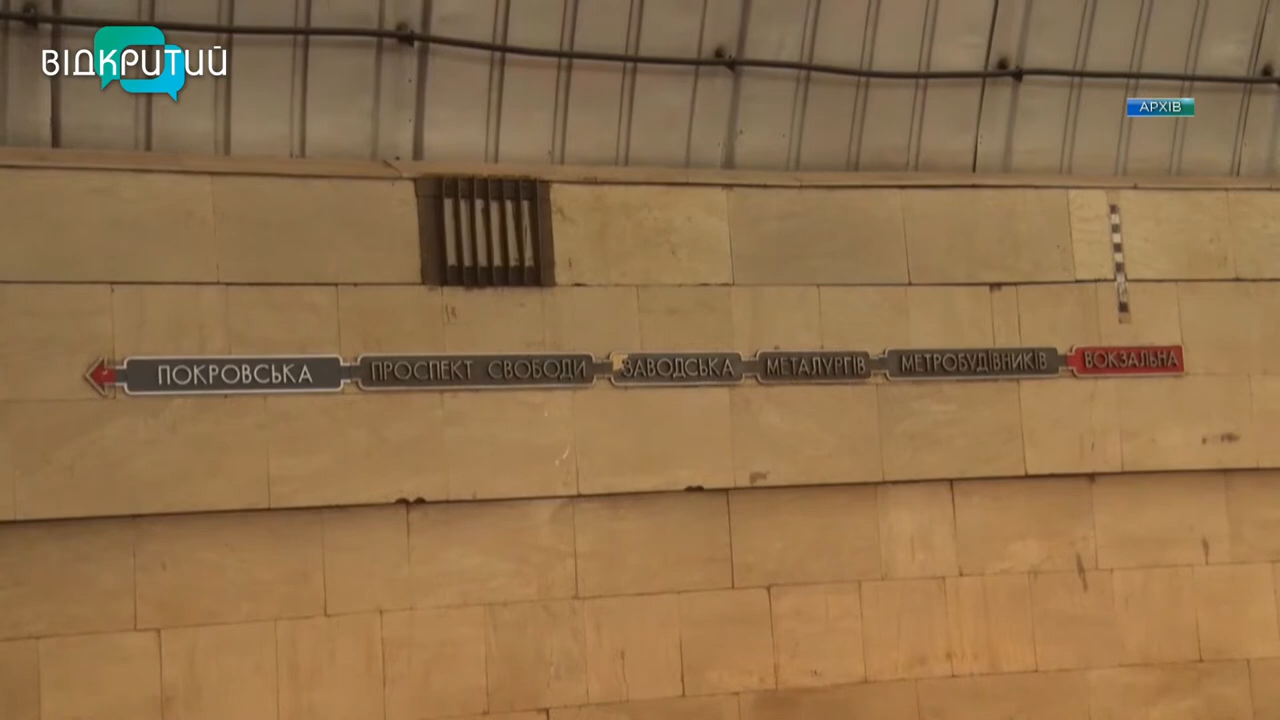 ВІДКРИТИЙ
АРХІВ
ПОКРОВСЬКА ПРОСПЕКТ СВОБОДИ ЗАВОДСЬКА МЕТАЛУРГІВ МЕТРОБУДІВНИКІВ ВОКЗАЛЬНА